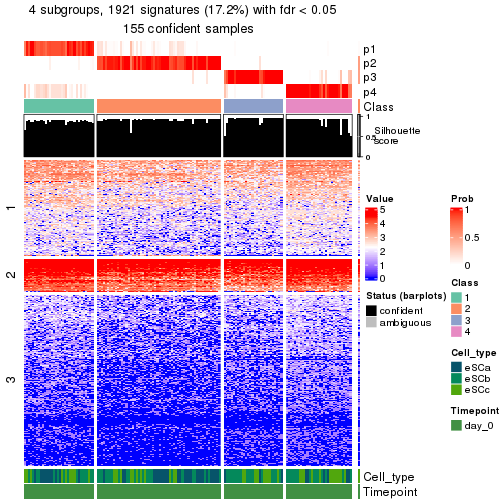 4 subgroups, 1921 signatures (17.2%) with fdr < 0.05
155 confident samples
p1
p2
p3
p4
Class
1
0.5
0
Silhouette
score
1
2
3
Cell_type
Timepoint
Value
5
4
3
2
1
0
Status (barplots)
confident
ambiguous
Prob
1
0.5
0
Class
1
2
3
4
Cell_type
eSCa
eSCb
eSCc
Timepoint
day_0